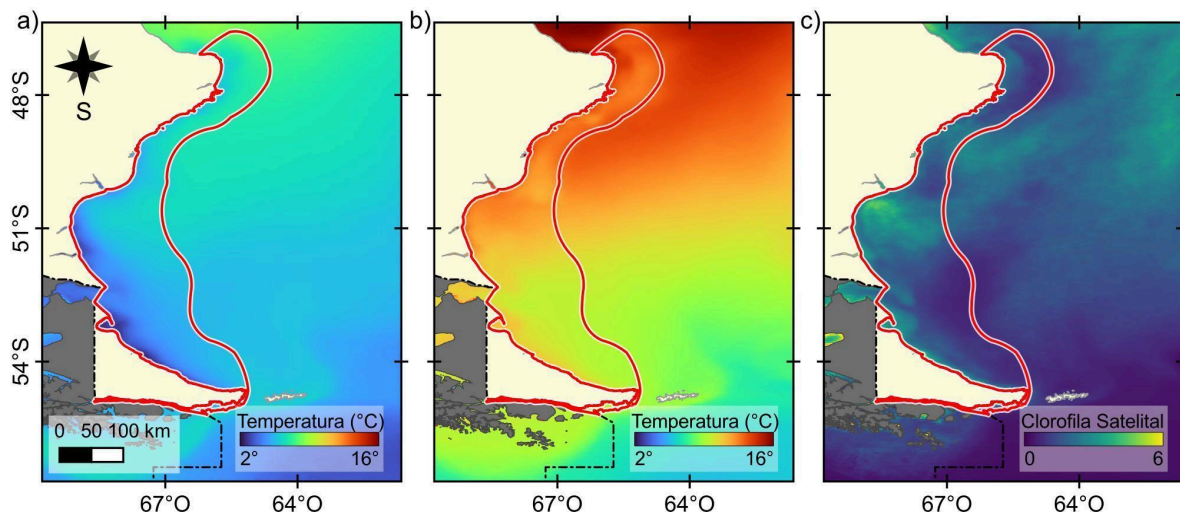 a)
b)
c)
S
48°S
51°S
54°S
0 50 100 km
Temperatura (°C)
2° 16°
Temperatura (°C)
2° 16°
Clorofila Satelital
0 6
67°O 64°O
67°O 64°O
67°O 64°O